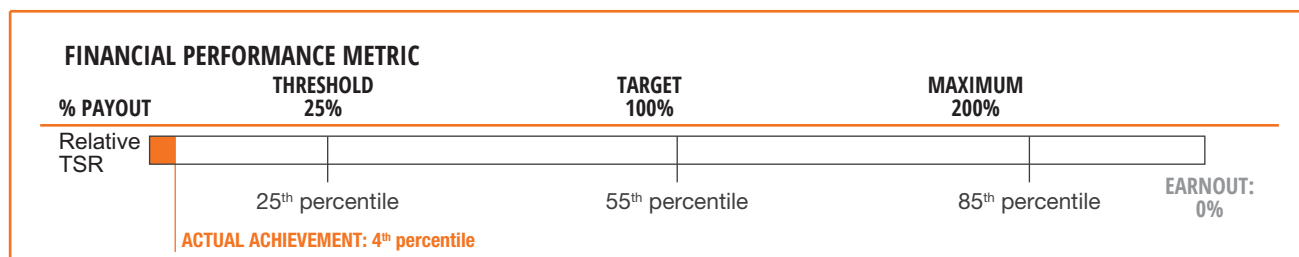 FINANCIAL PERFORMANCE METRIC
THRESHOLD TARGET MAXIMUM
% PAYOUT 25% 100% 200%
Relative
TSR
25th percentile 55th percentile 85th percentile
EARNOUT:
0%
ACTUAL ACHIEVEMENT: 4th percentile